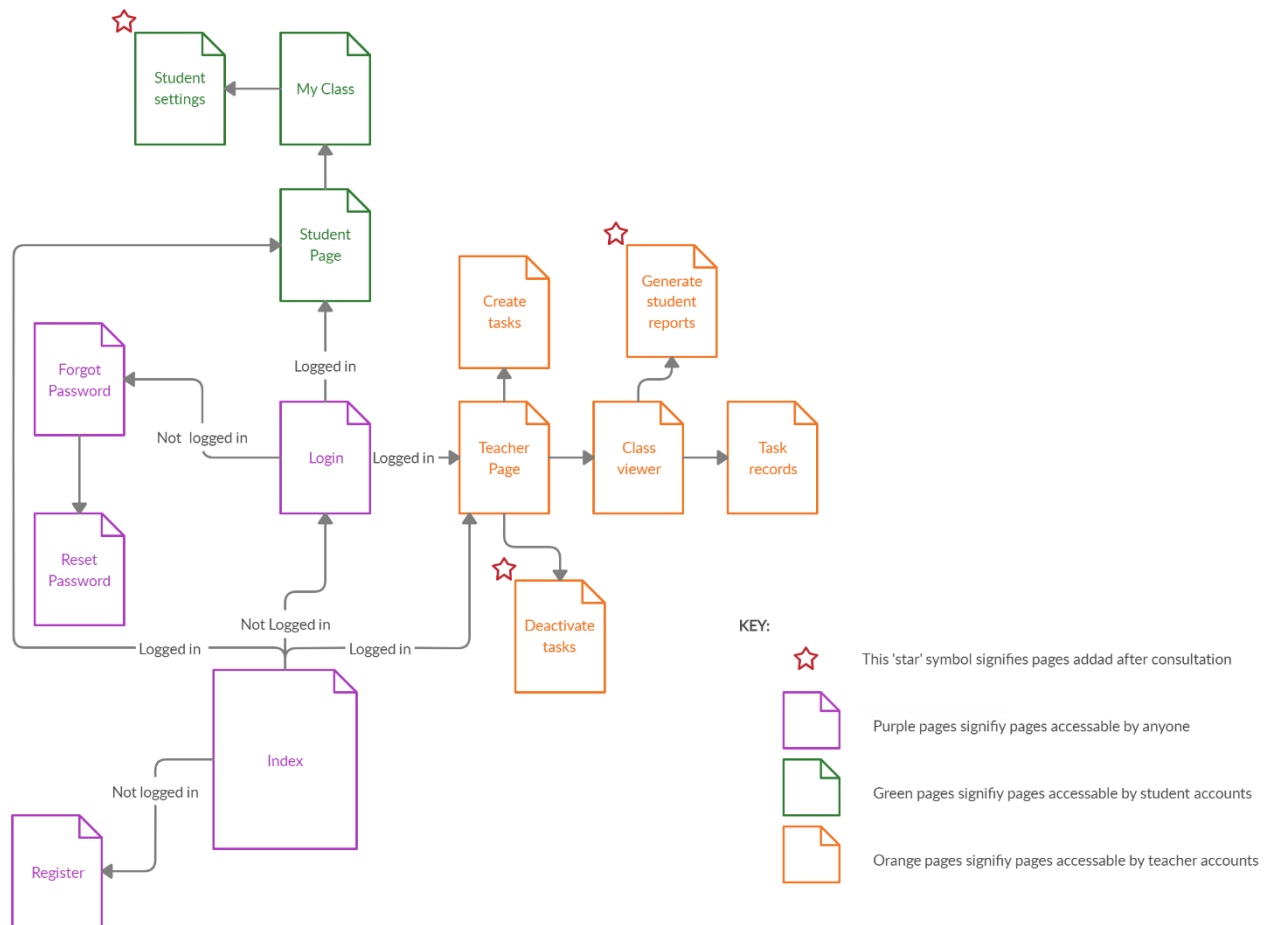 Student
settings
My Class
Student
Page
Generate
student
reports
Create
tasks
Logged in
Forgot
Password
Not  logged in
Login
Logged in
Teacher
Page
Class
viewer
Task
records
Reset
Password
Not Logged in
Logged in
Logged in
Deactivate
tasks
KEY:
This 'star' symbol signifies pages addad after consultation
Purple pages signifiy pages accessable by anyone
Index
Not logged in
Green pages signifiy pages accessable by student accounts
Orange pages signifiy pages accessable by teacher accounts
Register